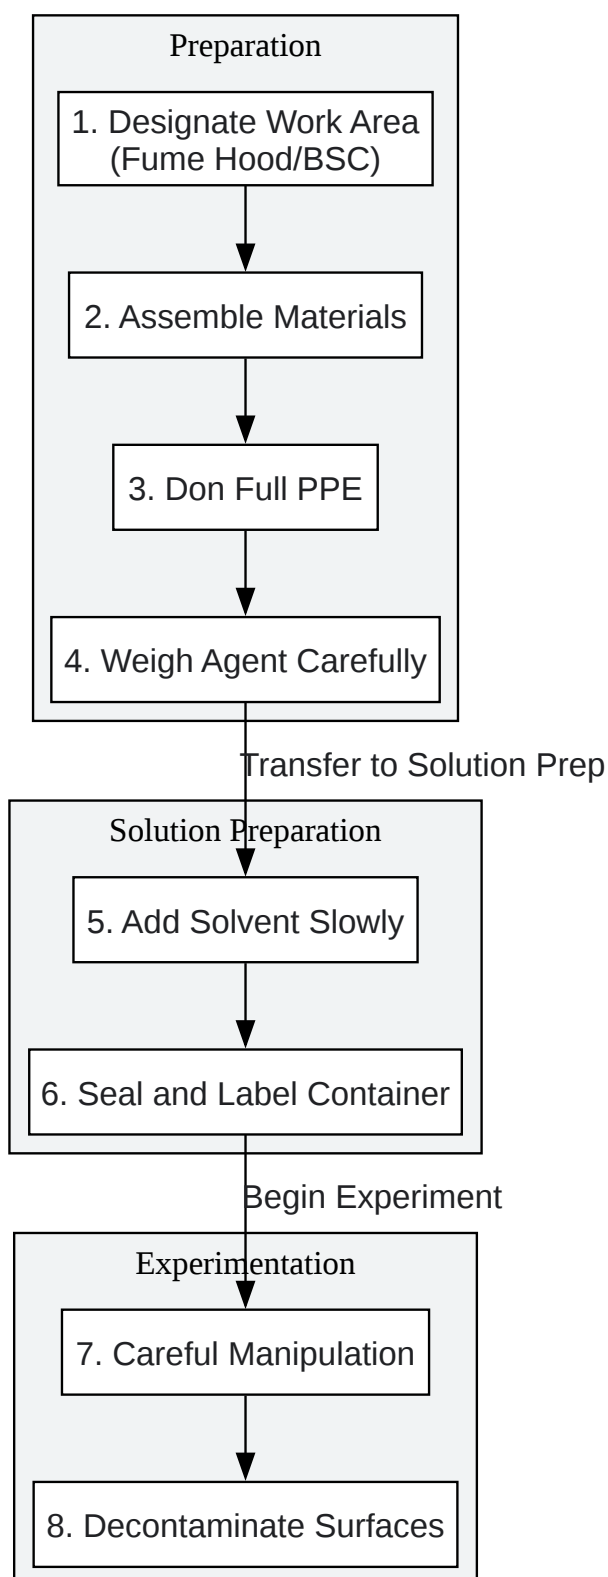 Preparation
1. Designate Work Area
(Fume Hood/BSC)
2. Assemble Materials
3. Don Full PPE
4. Weigh Agent Carefully
Transfer to Solution Prep
Solution Preparation
5. Add Solvent Slowly
6. Seal and Label Container
Begin Experiment
Experimentation
7. Careful Manipulation
8. Decontaminate Surfaces